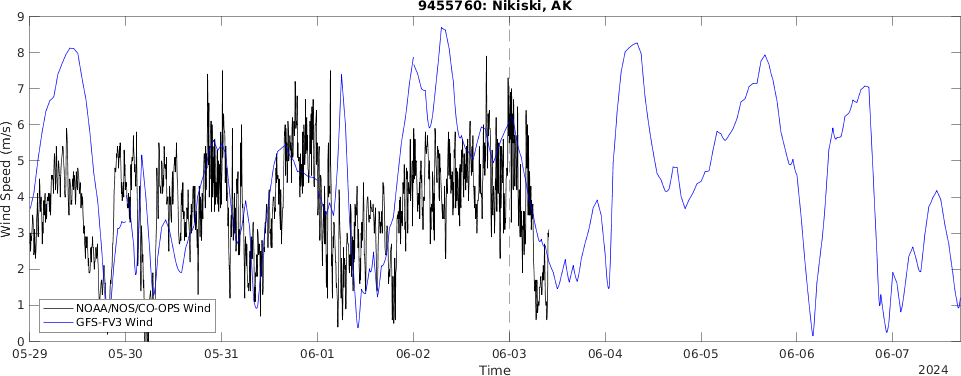 9455760: Nikiski, AK
9
8
7
6
5
4
3
2
1
0
Wind Speed (m/s)
NOAA/NOS/CO-OPS Wind
GFS-FV3 Wind
05-29 05-30 05-31 06-01 06-02 06-03 06-04 06-05 06-06 06-07
Time
2024